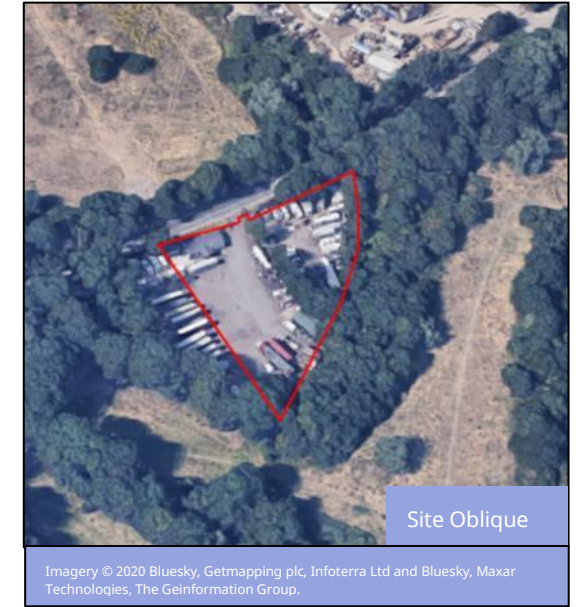 Site Oblique
Imagery © 2020 Bluesky, Getmapping plc, Infoterra Ltd and Bluesky, Maxar
Technologies, The Geinformation Group.